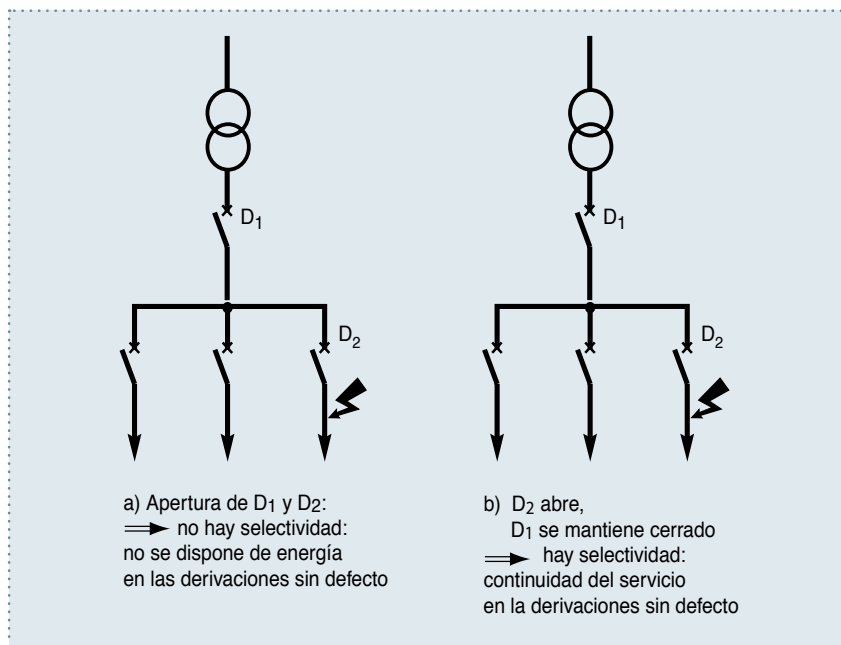 D1
D2
a) Apertura de D1 y D2:
no hay selectividad:
no se dispone de energía
en las derivaciones sin defecto
D1
D2
b) D2 abre,
D1 se mantiene cerrado
hay selectividad:
continuidad del servicio
en la derivaciones sin defecto